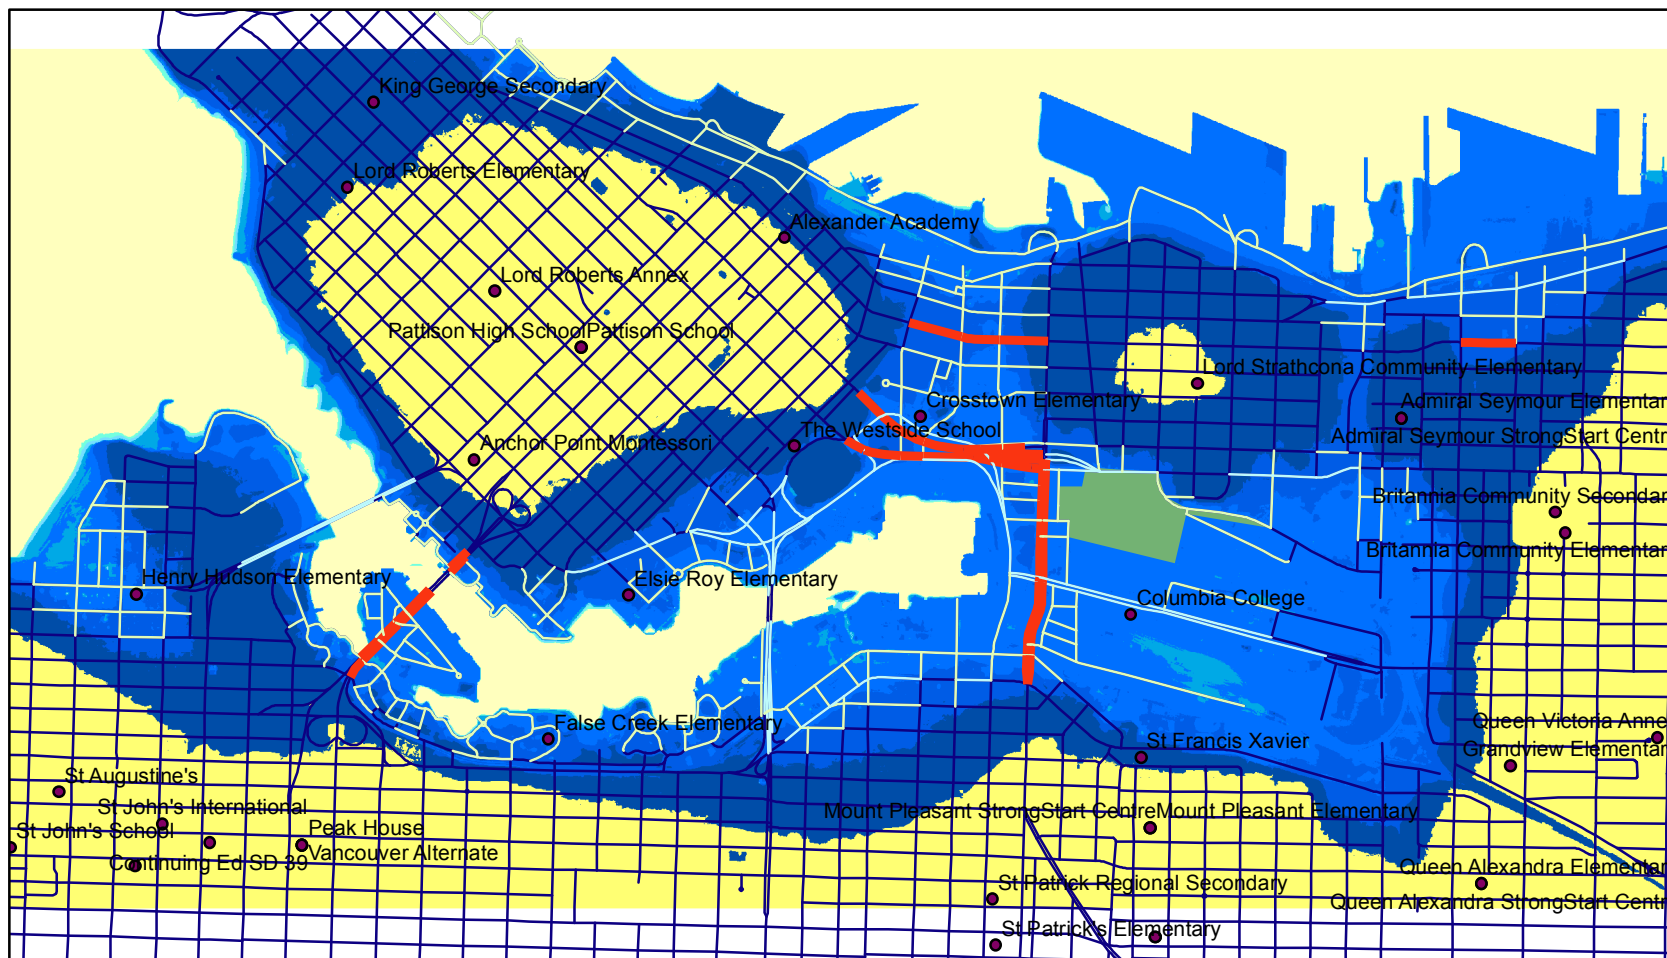 King George Secondary
Lord Roberts Elementary
Alexander Academy
Lord Roberts Annex
Pattison High SchoolPattison School
Lord Strathcona Community Elementary
Crosstown Elementary
Admiral Seymour Elementar
The Westside School
Admiral Seymour StrongStart Centr
Anchor Point Montessori
Britannia Community Secondar
Britannia Community Elementar
Henry Hudson Elementary
Elsie Roy Elementary
Columbia College
False Creek Elementary
Queen Victoria Anne
St Francis Xavier
Grandview Elementar
St Augustine's
St John's International
Mount Pleasant StrongStart CentreMount Pleasant Elementary
St John's School
Peak House
Vancouver Alternate
Continuing Ed SD 39
Queen Alexandra Elementar
St Patrick Regional Secondary
Queen Alexandra StrongStart Centr
St Patrick's Elementary